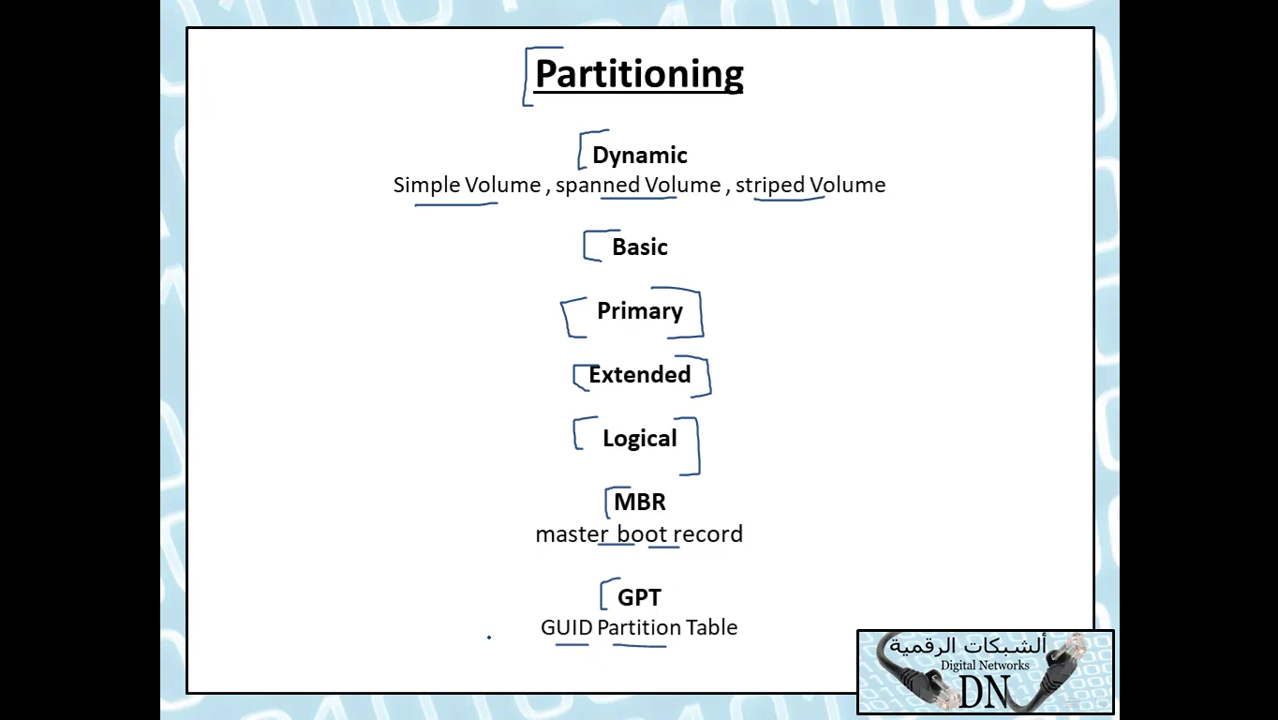 Partitioning
Dynamic
Simple Volume , spanned Volume , striped Volume
Basic
Primary
Extended
Logical
MBR
master boot record
GPT
GUID Partition Table
ألشبكات الرقمية
Digital Networks
DN